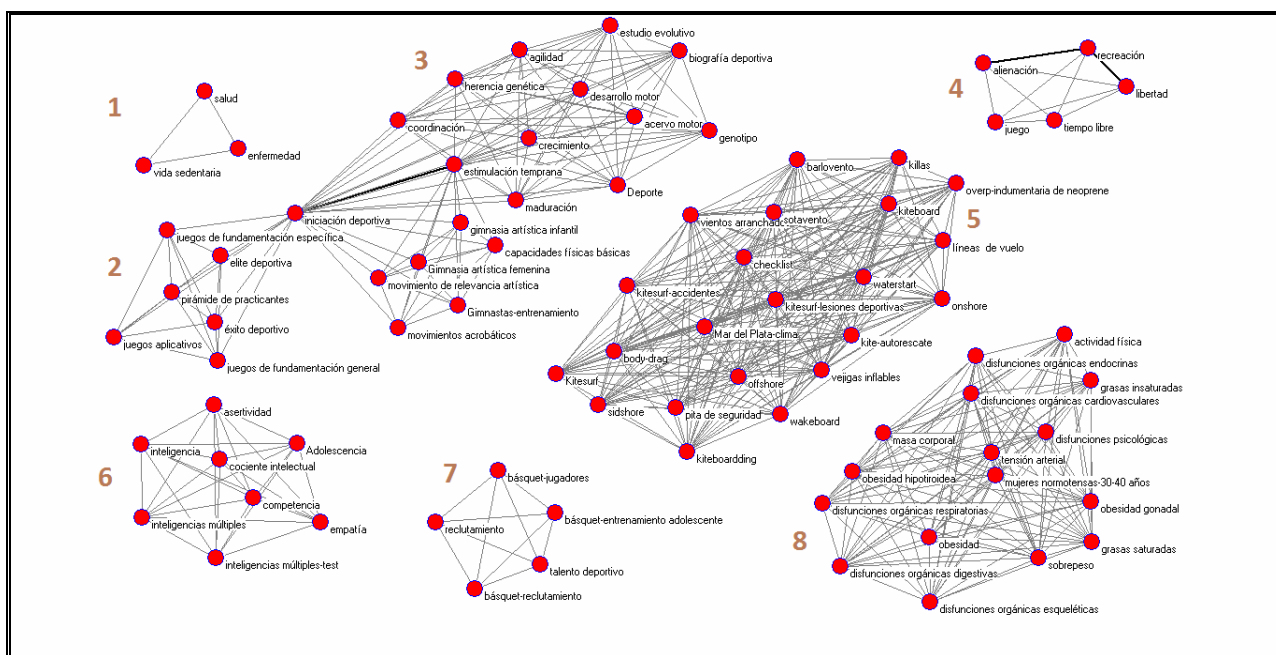 estudio evolutivo
3
agilidad
biografía deportiva
recreación
4
alienación
1
herencia genética
desarrollo motor
libertad
salud
coordinación
acervo motor
juego
tiempo libre
genotipo
crecimiento
enfermedad
vida sedentaria
estimulación temprana
barlovento
killas
Deporte
overp-indumentaria de neoprene
maduración
iniciación deportiva
vientos arranchad
sotavento
kiteboard
5
juegos de fundamentación específica
gimnasia artística infantil
líneas de vuelo
capacidades físicas básicas
2
elite deportiva
Gimnasia artística femenina
checklist
movimiento de relevancia artística
waterstart
kitesurf-accidentes
pirámide de practicantes
kitesurf-lesiones deportivas
onshore
Gimnastas-entrenamiento
éxito deportivo
movimientos acrobáticos
Mar del Plata-clima
kite-autorescate
juegos aplicativos
actividad física
body-drag
disfunciones orgánicas endocrinas
juegos de fundamentación general
vejigas inflables
Kitesurf
offshore
grasas insaturadas
disfunciones orgánicas cardiovasculares
asertividad
sidshore
pita de seguridad
wakeboard
masa corporal
disfunciones psicológicas
inteligencia
Adolescencia
kiteboardding
tensión arterial
6
cociente intelectual
7
básquet-jugadores
obesidad hipotiroidea
mujeres normotensas-30-40 años
competencia
disfunciones orgánicas respiratorias
obesidad gonadal
inteligencias múltiples
empatía
reclutamiento
básquet-entrenamiento adolescente
8
obesidad
grasas saturadas
inteligencias múltiples-test
talento deportivo
sobrepeso
disfunciones orgánicas digestivas
básquet-reclutamiento
disfunciones orgánicas esqueléticas